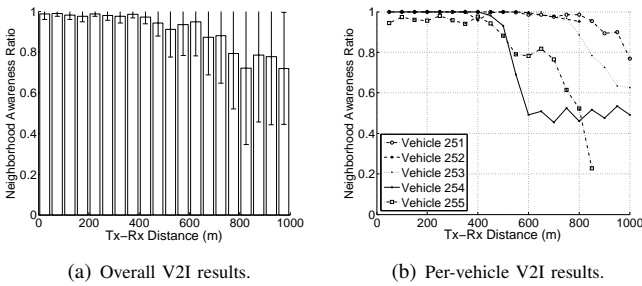 Neighborhood Awareness Ratio
1
0.8
0.6
0.4
0.2
0
0 200 400 600 800 1000
Tx−Rx Distance (m)
(a) Overall V2I results.
Neighborhood Awareness Ratio
1
0.8
0.6
0.4
0.2
0
Vehicle 251
Vehicle 252
Vehicle 253
Vehicle 254
Vehicle 255
0 200 400 600 800 1000
Tx−Rx Distance (m)
(b) Per-vehicle V2I results.